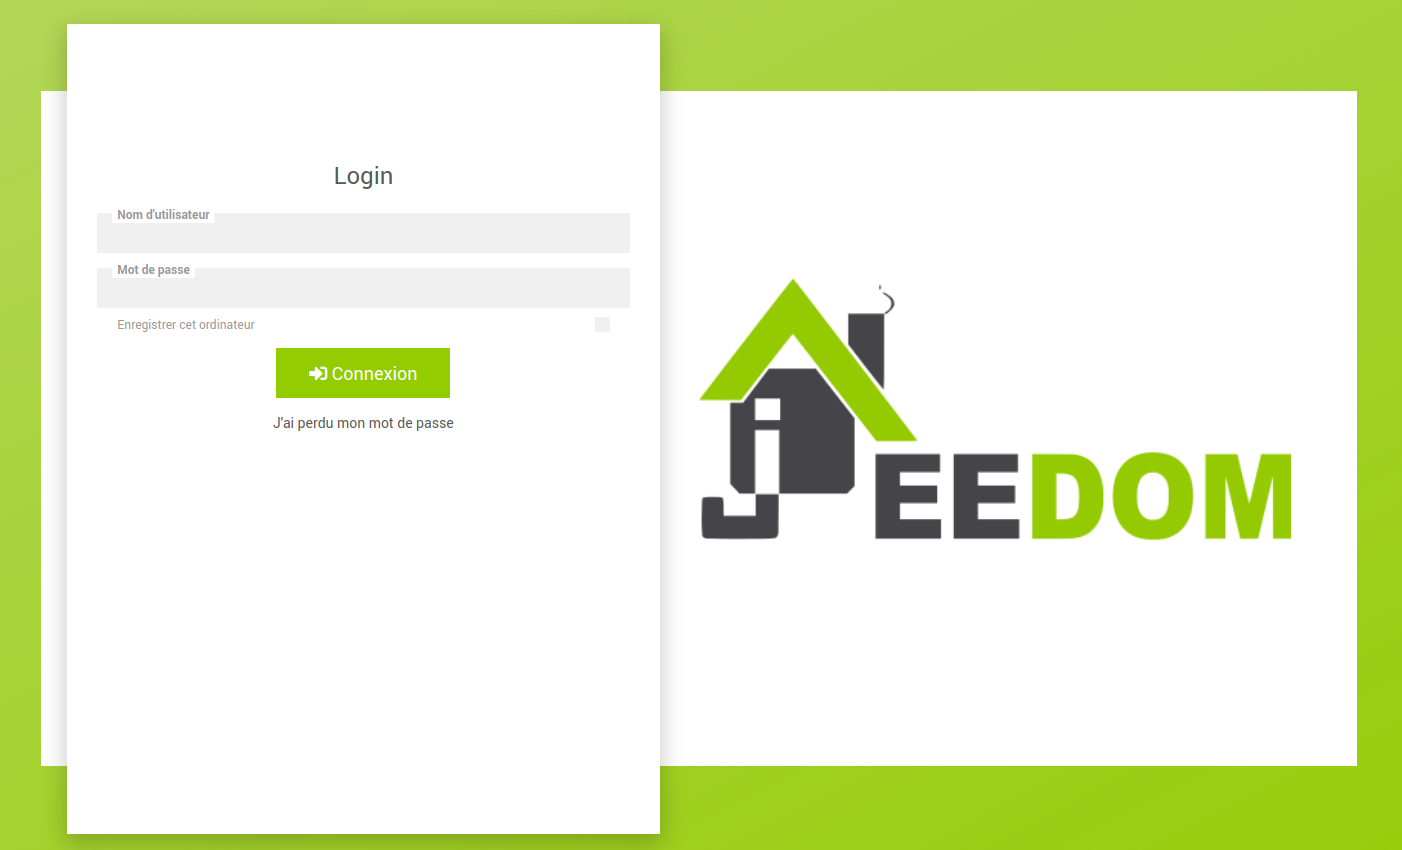 Login
Nom d'utilisateur
Mot de passe
Enregistrer cet ordinateur
Connexion
J'ai perdu mon mot de passe
jEEDOM